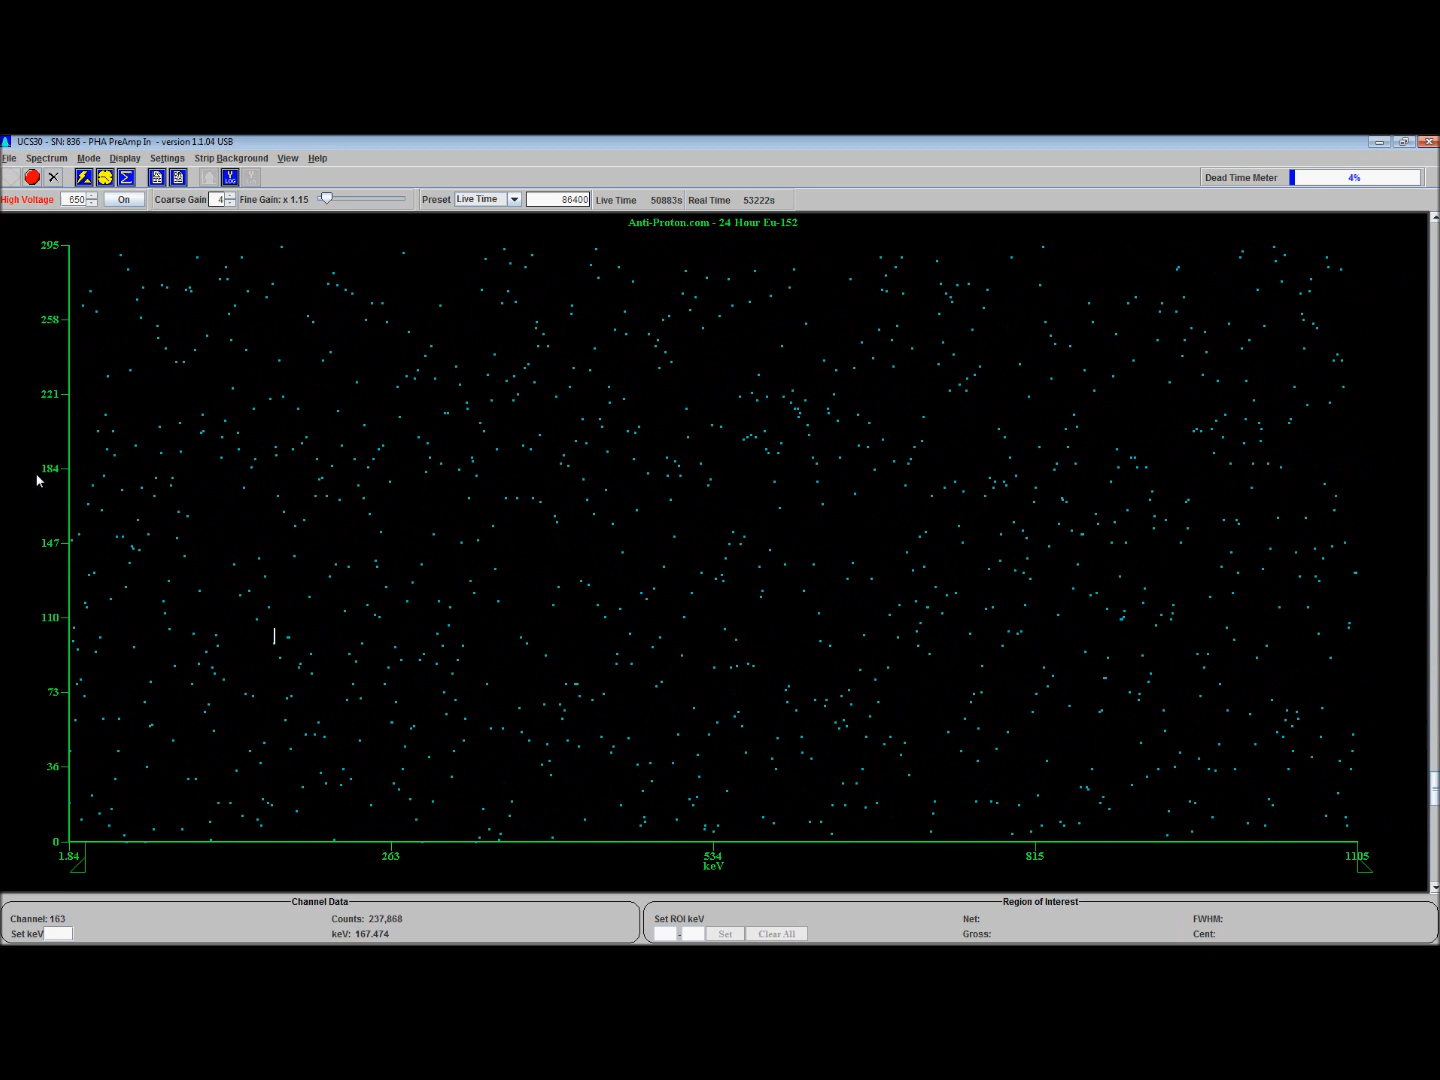 UCS30 - SN: 836 - PHA PreAmp In - version 1.1.04 USB
File Spectrum Mode Display Settings Strip Background View Help
Y LOG
Dead Time Meter 4%
High Voltage 650 On Coarse Gain 4 Fine Gain: x 1.15 Preset Live Time 86400 Live Time 50883s Real Time 53222s
Anti-Proton.com - 24 Hour Eu-152
295
258
221
184
147
110
73
36
0
1.84 263 534 815 1105
keV
Channel Data
Channel: 163 Counts: 237,868
Set keV keV: 167.474
Region of Interest
Set ROI keV Net: FWHM:
- Set Clear All Gross: Cent: